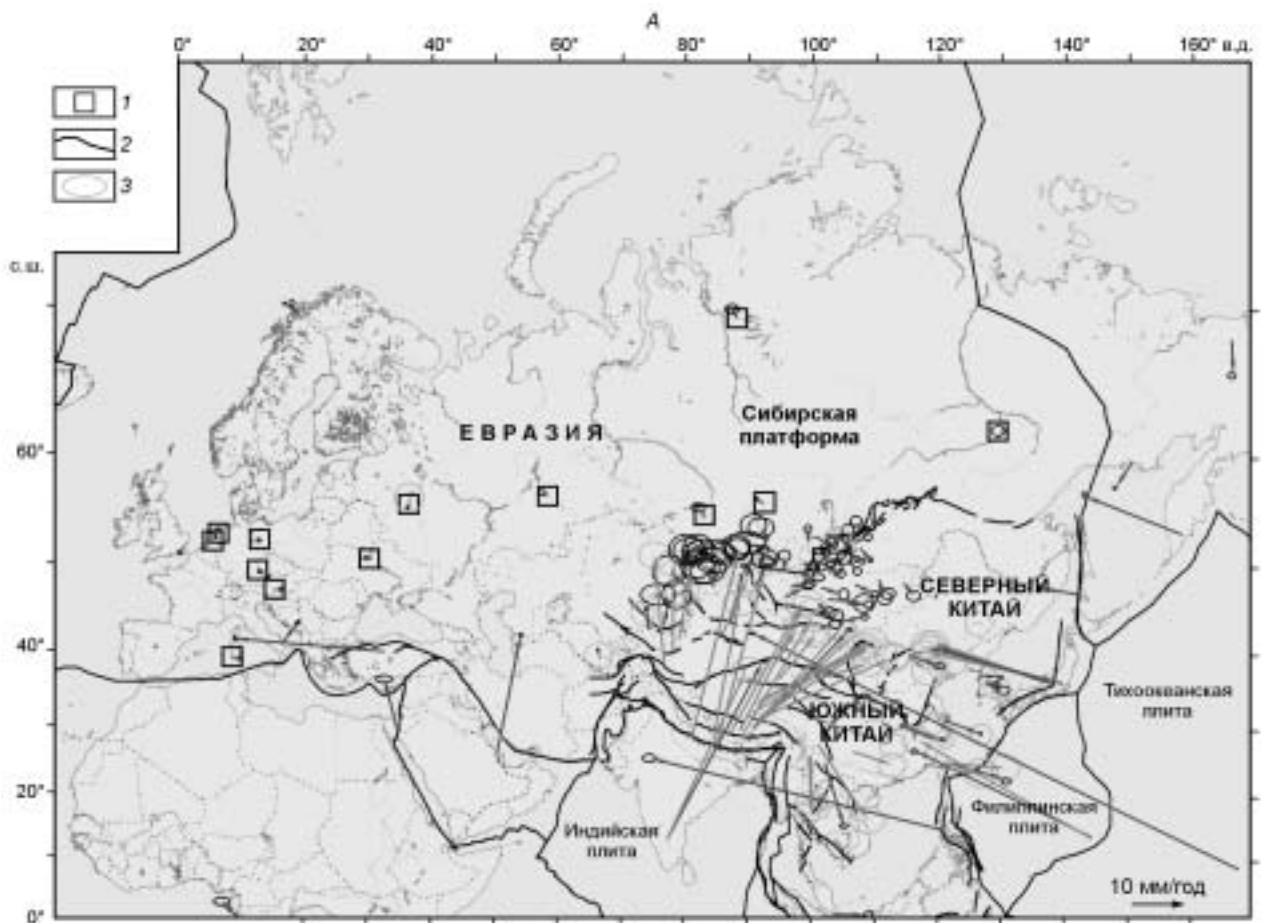 А
0° 20° 40° 60° 80° 100° 120° 140° 160° в.д.
1
2
3
с.ш.
Сибирская
платформа
ЕВРАЗИЯ
60°
СЕВЕРНЫЙ
КИТАЙ
40°
Тихоокеанская
плита
ЮЖНЫЙ
КИТАЙ
20°
Филиппинская
плита
Индийская
плита
10 мм/год
0°